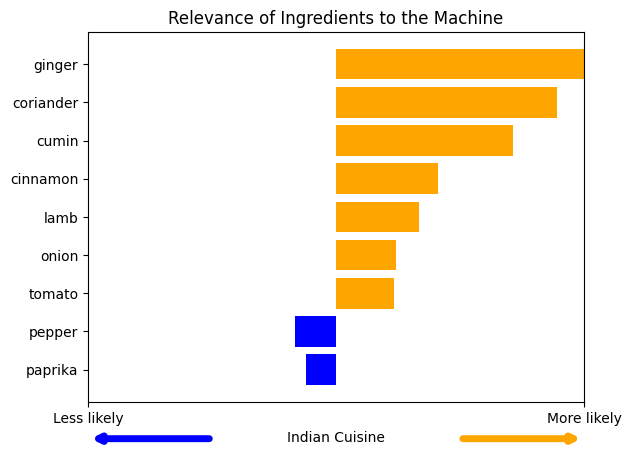 Relevance of Ingredients to the Machine
ginger
coriander
cumin
cinnamon
lamb
onion
tomato
pepper
paprika
Less likely More likely
Indian Cuisine